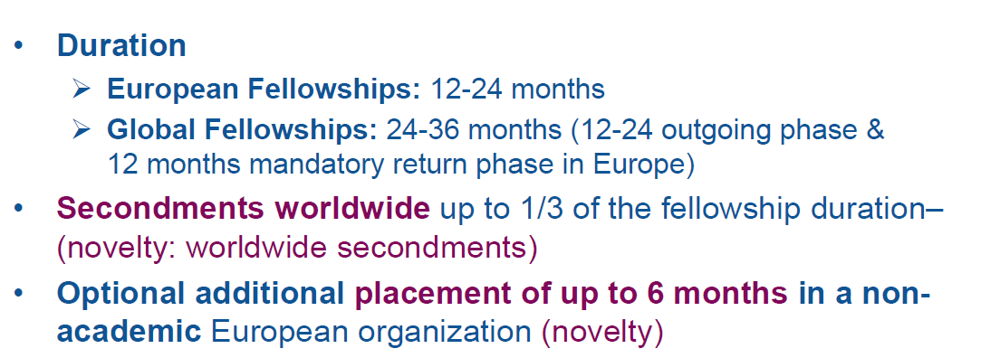 • Duration
➢ European Fellowships: 12-24 months
➢ Global Fellowships: 24-36 months (12-24 outgoing phase &
12 months mandatory return phase in Europe)
• Secondments worldwide up to 1/3 of the fellowship duration–
(novelty: worldwide secondments)
• Optional additional placement of up to 6 months in a non-
academic European organization (novelty)